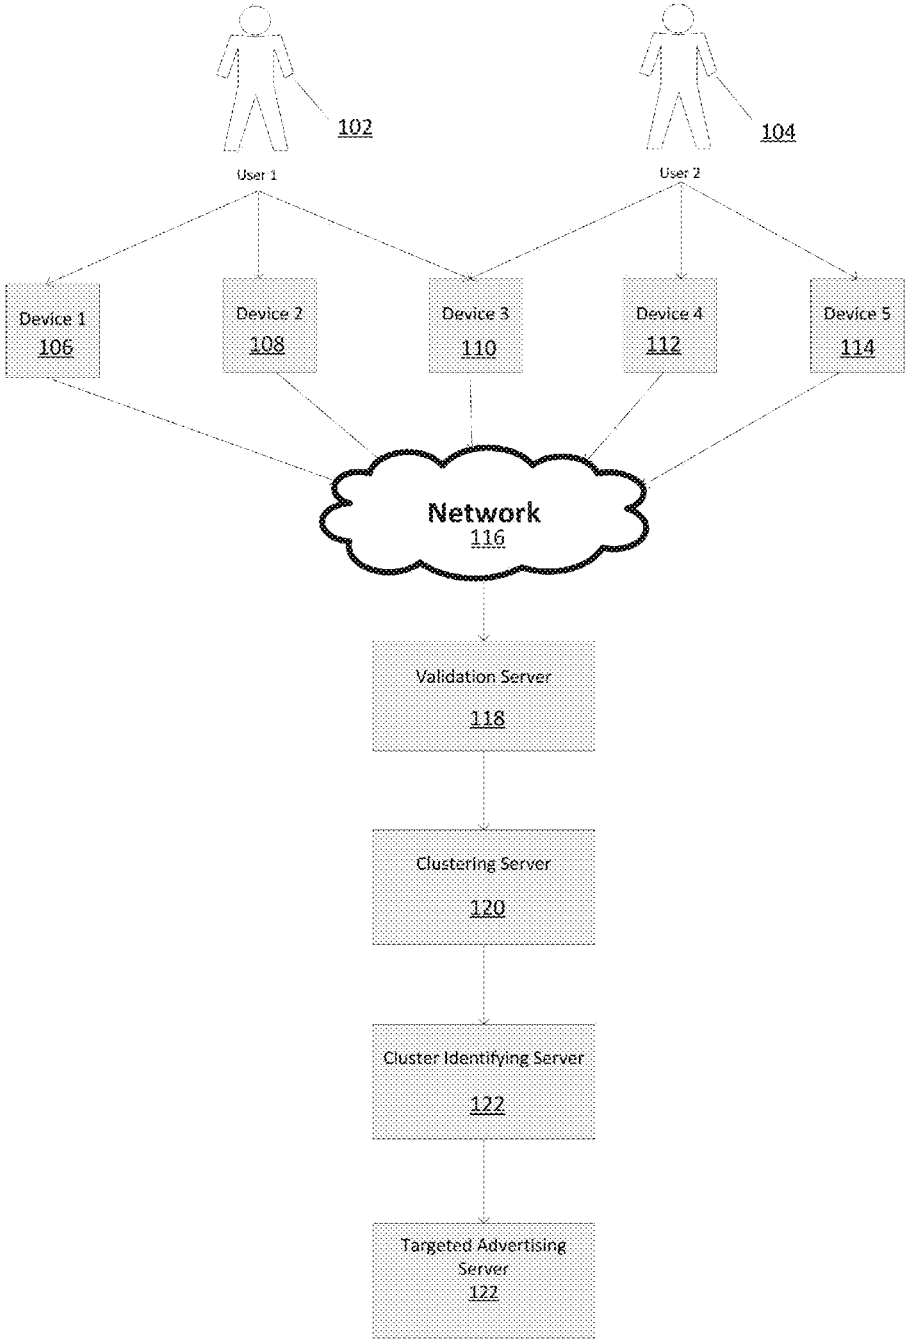 102
104
User 1
User 2
Device 1
106
Device 2
108
Device 3
110
Device 4
112
Device 5
114
Network
116
Validation Server
118
Clustering Server
120
Cluster Identifying Server
122
Targeted Advertising
Server
122